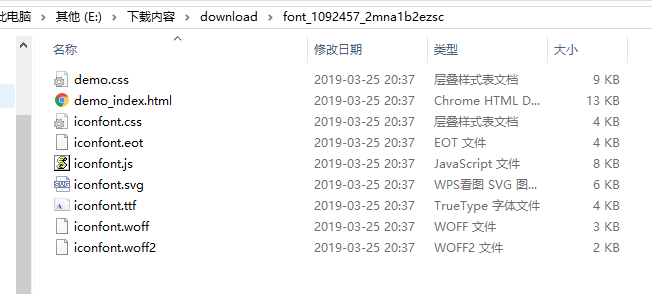 此电脑 > 其他 (E:) > 下载内容 > download > font_1092457_2mna1b2ezsc
名称 修改日期 类型 大小
demo.css 2019-03-25 20:37 层叠样式表文档 9 KB
demo_index.html 2019-03-25 20:37 Chrome HTML D... 13 KB
iconfont.css 2019-03-25 20:37 层叠样式表文档 4 KB
iconfont.eot 2019-03-25 20:37 EOT 文件 4 KB
iconfont.js 2019-03-25 20:37 JavaScript 文件 8 KB
iconfont.svg 2019-03-25 20:37 WPS看图 SVG 图... 6 KB
iconfont.ttf 2019-03-25 20:37 TrueType 字体文件 4 KB
iconfont.woff 2019-03-25 20:37 WOFF 文件 3 KB
iconfont.woff2 2019-03-25 20:37 WOFF2 文件 2 KB